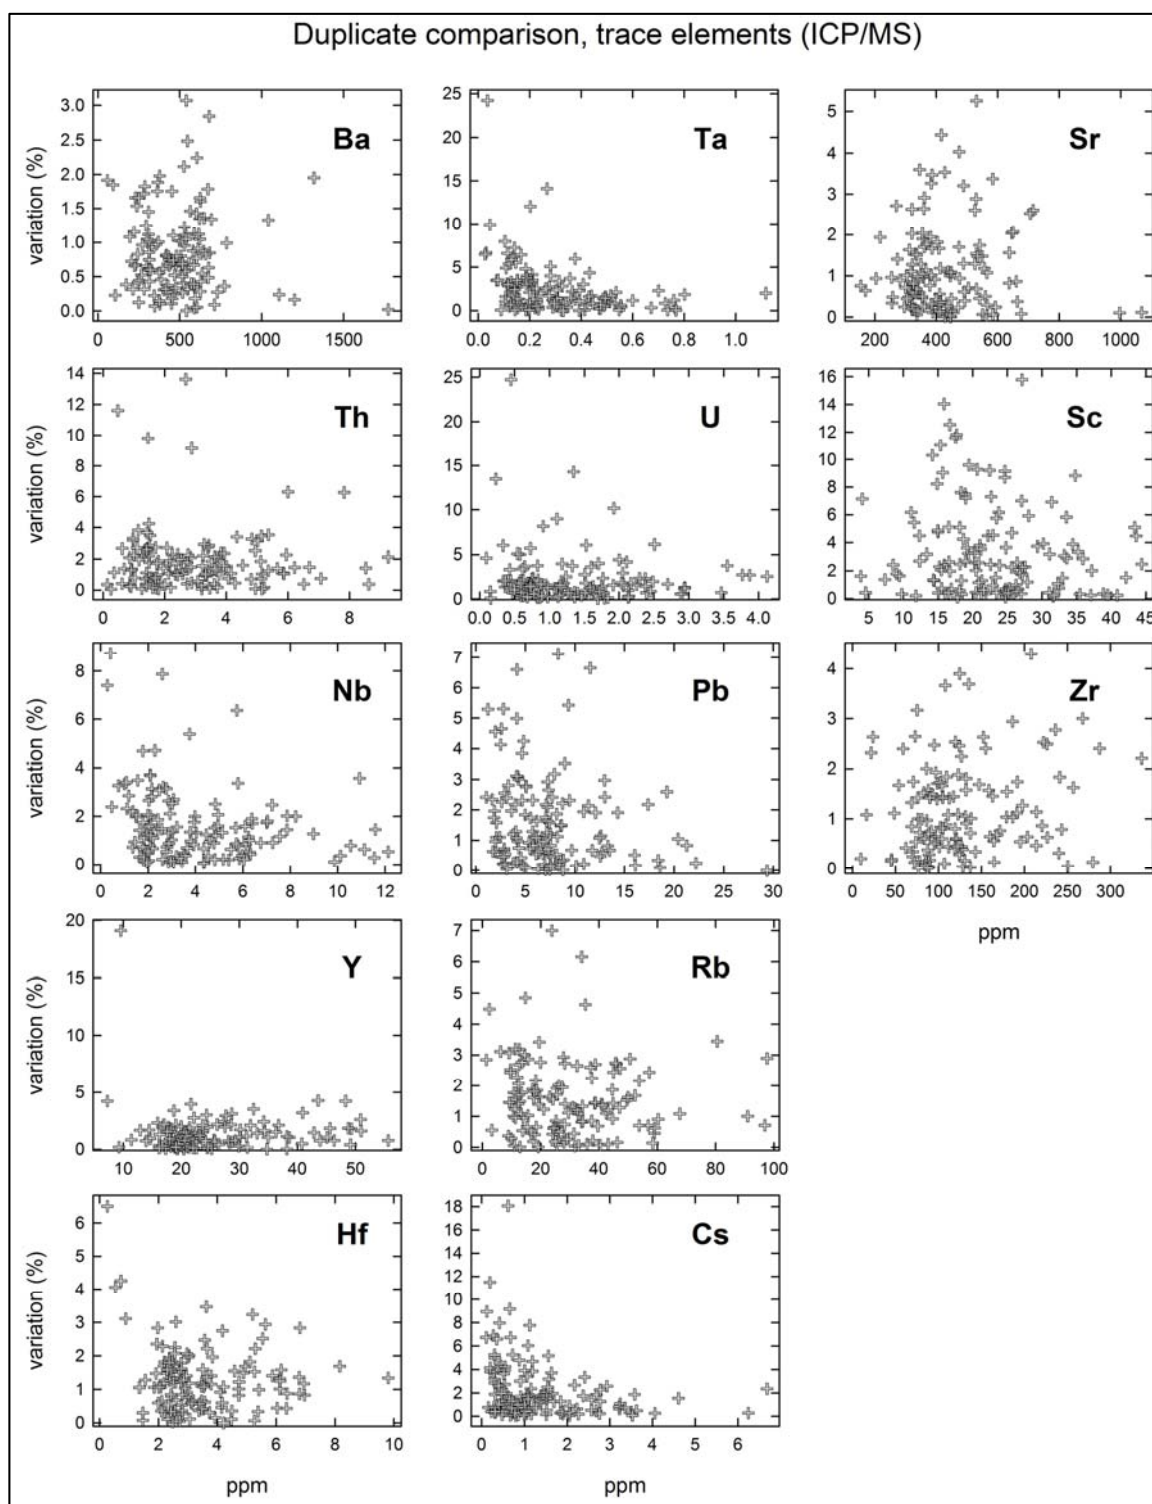 Duplicate comparison, trace elements (ICP/MS)
variation (%)
3.0
2.5
2.0
1.5
1.0
0.5
0.0
Ba
0 500 1000 1500
25
20
15
10
5
0
Ta
0.0 0.2 0.4 0.6 0.8 1.0
5
4
3
2
1
0
Sr
200 400 600 800 1000
variation (%)
14
12
10
8
6
4
2
0
Th
0 2 4 6 8
25
20
15
10
5
0
U
0.0 0.5 1.0 1.5 2.0 2.5 3.0 3.5 4.0
16
14
12
10
8
6
4
2
0
Sc
5 10 15 20 25 30 35 40 45
variation (%)
8
6
4
2
0
Nb
0 2 4 6 8 10 12
7
6
5
4
3
2
1
0
Pb
0 5 10 15 20 25 30
4
3
2
1
0
Zr
0 50 100 150 200 250 300
ppm
variation (%)
20
15
10
5
0
Y
10 20 30 40 50
7
6
5
4
3
2
1
0
Rb
0 20 40 60 80 100
variation (%)
6
5
4
3
2
1
0
Hf
0 2 4 6 8 10
ppm
18
16
14
12
10
8
6
4
2
0
Cs
0 1 2 3 4 5 6
ppm